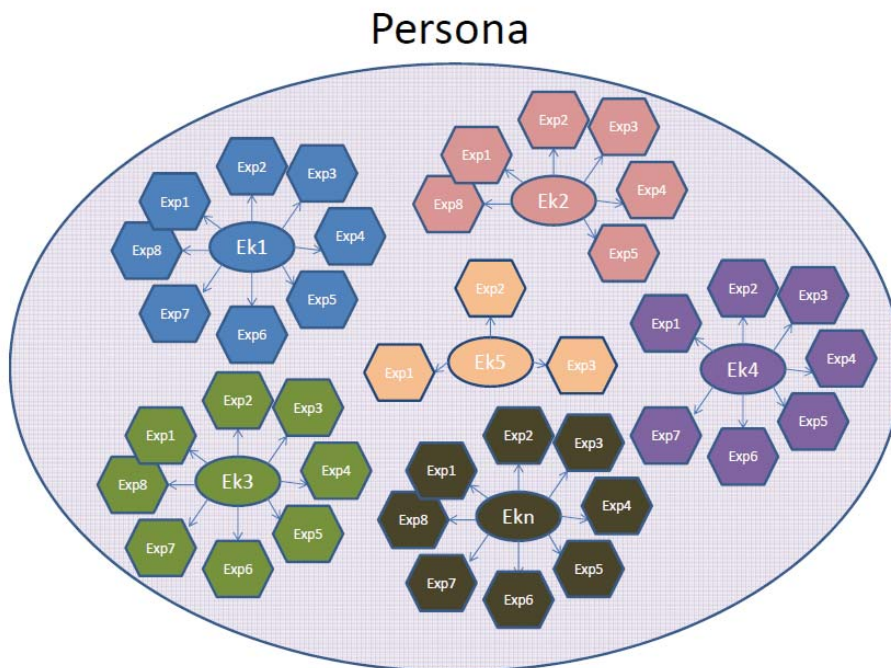 Persona
Exp2
Exp3
Exp1
Ek1
Exp4
Exp8
Exp7
Exp5
Exp6
Exp2
Exp3
Exp1
Exp4
Exp8
Ek2
Exp5
Exp2
Exp1
Ek5
Exp3
Exp2
Exp3
Exp1
Exp4
Ek4
Exp7
Exp5
Exp6
Exp2
Exp3
Exp1
Exp4
Exp8
Ek3
Exp7
Exp5
Exp6
Exp2
Exp3
Exp1
Exp4
Exp8
Ekn
Exp7
Exp5
Exp6